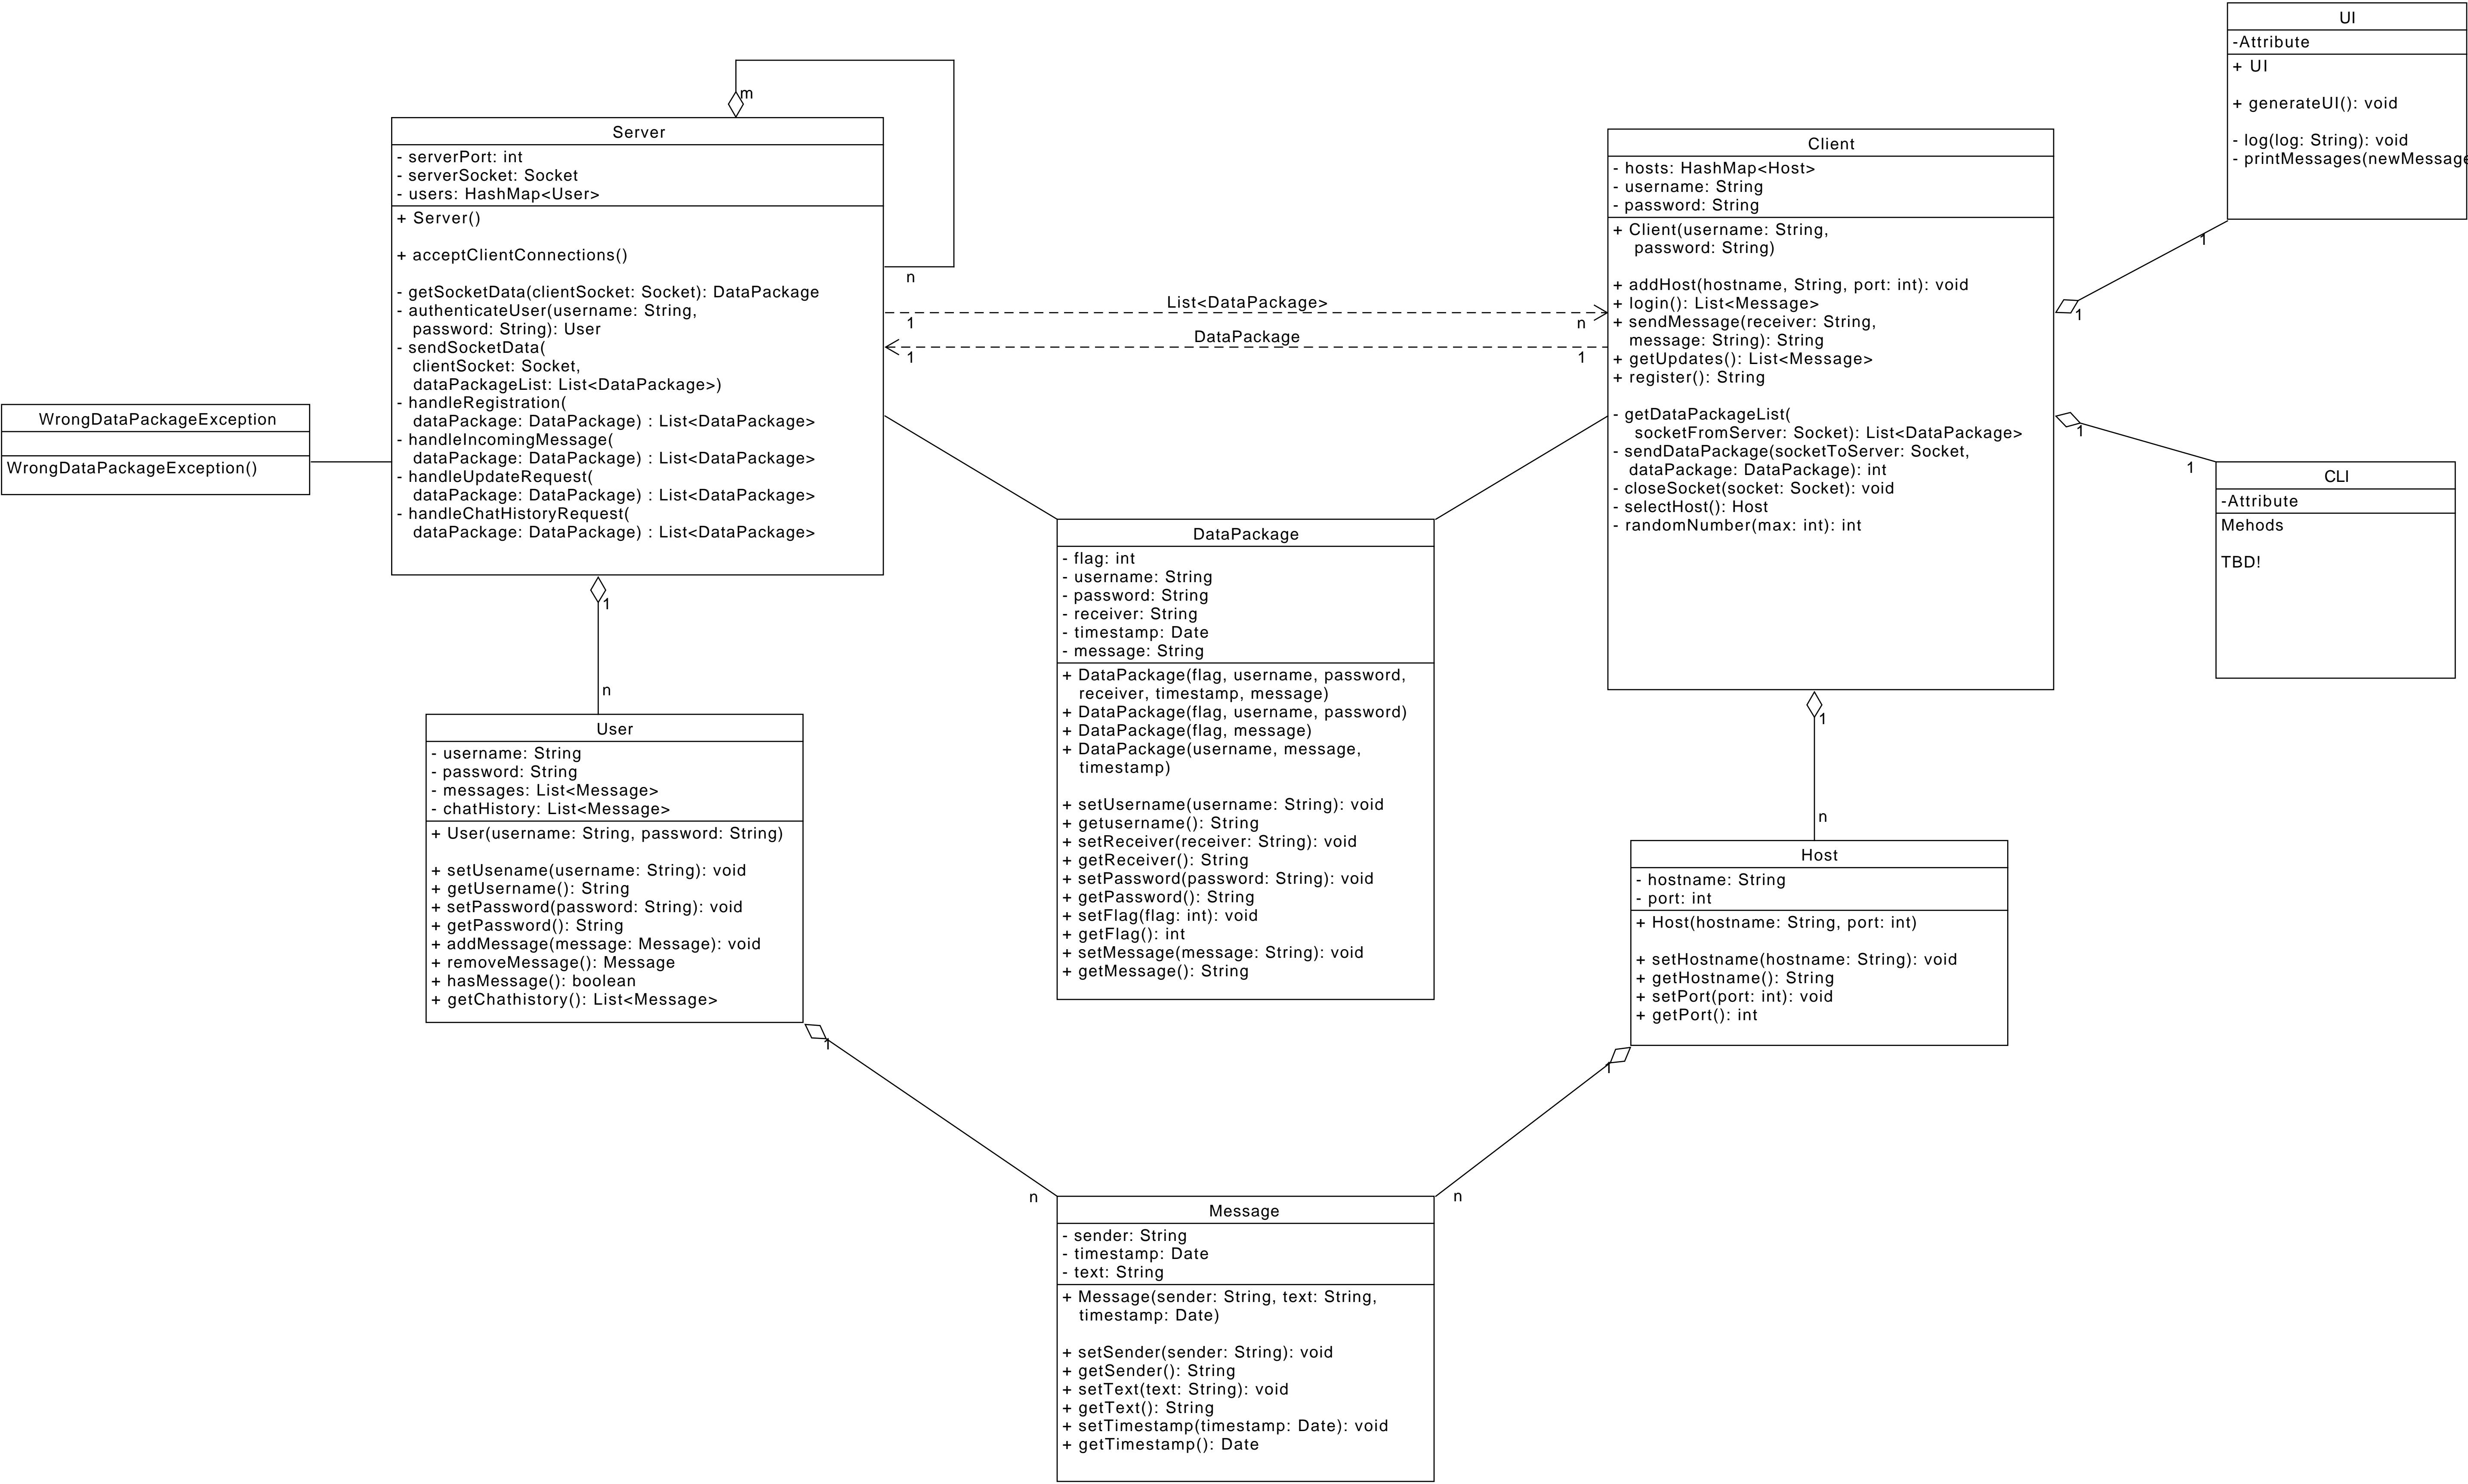 UI
-Attribute
+ UI
+ generateUI(): void
- log(log: String): void
- printMessages(newMessage
m
Server
- serverPort: int
- serverSocket: Socket
- users: HashMap<User>
+ Server()
+ acceptClientConnections()
- getSocketData(clientSocket: Socket): DataPackage
- authenticateUser(username: String,
password: String): User
- sendSocketData(
clientSocket: Socket,
dataPackageList: List<DataPackage>)
- handleRegistration(
dataPackage: DataPackage) : List<DataPackage>
- handleIncomingMessage(
dataPackage: DataPackage) : List<DataPackage>
- handleUpdateRequest(
dataPackage: DataPackage) : List<DataPackage>
- handleChatHistoryRequest(
dataPackage: DataPackage) : List<DataPackage>
n
List<DataPackage>
1
n
DataPackage
1
1
Client
- hosts: HashMap<Host>
- username: String
- password: String
+ Client(username: String,
password: String)
+ addHost(hostname, String, port: int): void
+ login(): List<Message>
+ sendMessage(receiver: String,
message: String): String
+ getUpdates(): List<Message>
+ register(): String
- getDataPackageList(
socketFromServer: Socket): List<DataPackage>
- sendDataPackage(socketToServer: Socket,
dataPackage: DataPackage): int
- closeSocket(socket: Socket): void
- selectHost(): Host
- randomNumber(max: int): int
1
1
1
1
CLI
-Attribute
Mehods
TBD!
WrongDataPackageException
WrongDataPackageException()
DataPackage
- flag: int
- username: String
- password: String
- receiver: String
- timestamp: Date
- message: String
+ DataPackage(flag, username, password,
receiver, timestamp, message)
+ DataPackage(flag, username, password)
+ DataPackage(flag, message)
+ DataPackage(username, message,
timestamp)
+ setUsername(username: String): void
+ getusername(): String
+ setReceiver(receiver: String): void
+ getReceiver(): String
+ setPassword(password: String): void
+ getPassword(): String
+ setFlag(flag: int): void
+ getFlag(): int
+ setMessage(message: String): void
+ getMessage(): String
1
n
User
- username: String
- password: String
- messages: List<Message>
- chatHistory: List<Message>
+ User(username: String, password: String)
+ setUsename(username: String): void
+ getUsername(): String
+ setPassword(password: String): void
+ getPassword(): String
+ addMessage(message: Message): void
+ removeMessage(): Message
+ hasMessage(): boolean
+ getChathistory(): List<Message>
1
n
Host
- hostname: String
- port: int
+ Host(hostname: String, port: int)
+ setHostname(hostname: String): void
+ getHostname(): String
+ setPort(port: int): void
+ getPort(): int
1
1
n
n
Message
- sender: String
- timestamp: Date
- text: String
+ Message(sender: String, text: String,
timestamp: Date)
+ setSender(sender: String): void
+ getSender(): String
+ setText(text: String): void
+ getText(): String
+ setTimestamp(timestamp: Date): void
+ getTimestamp(): Date